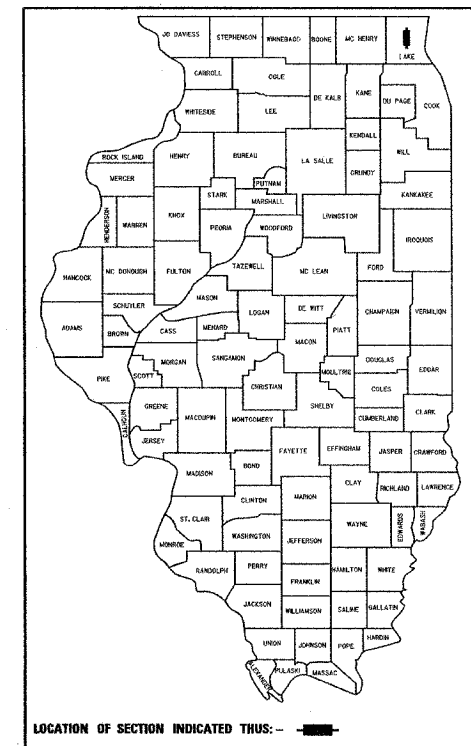 JO DAVIESS STEPHENSON WINNEBAGO BOONE MC HENRY LAKE
CARROLL OGLE DE KALB KANE DU PAGE COOK
WHITESIDE LEE KENDALL WILL
ROCK ISLAND HENRY BUREAU LA SALLE GRUNDY
MERCER PUTNAM KANKAKEE
HENDERSON WARREN KNOX STARK MARSHALL LIVINGSTON
PEORIA WOODFORD IROQUOIS
HANCOCK MC DONOUGH FULTON TAZEWELL MC LEAN FORD
SCHUYLER MASON DE WITT CHAMPAIGN VERMILION
ADAMS BROWN CASS MENARD LOGAN MACON PIATT
MORGAN SANGAMON DOUGLAS EDGAR
PIKE SCOTT CHRISTIAN MOULTRIE COLES
GREENE MACOUPIN MONTGOMERY SHELBY CUMBERLAND CLARK
CALHOUN JERSEY FAYETTE EFFINGHAM JASPER CRAWFORD
MADISON BOND CLAY RICHLAND LAWRENCE
CLINTON MARION
ST. CLAIR WAYNE EDWARDS WABASH
MONROE WASHINGTON JEFFERSON
RANDOLPH PERRY HAMILTON WHITE
FRANKLIN
JACKSON WILLIAMSON SALINE GALLATIN
UNION JOHNSON POPE HARDIN
ALEXANDER PULASKI MASSAC
LOCATION OF SECTION INDICATED THUS: -